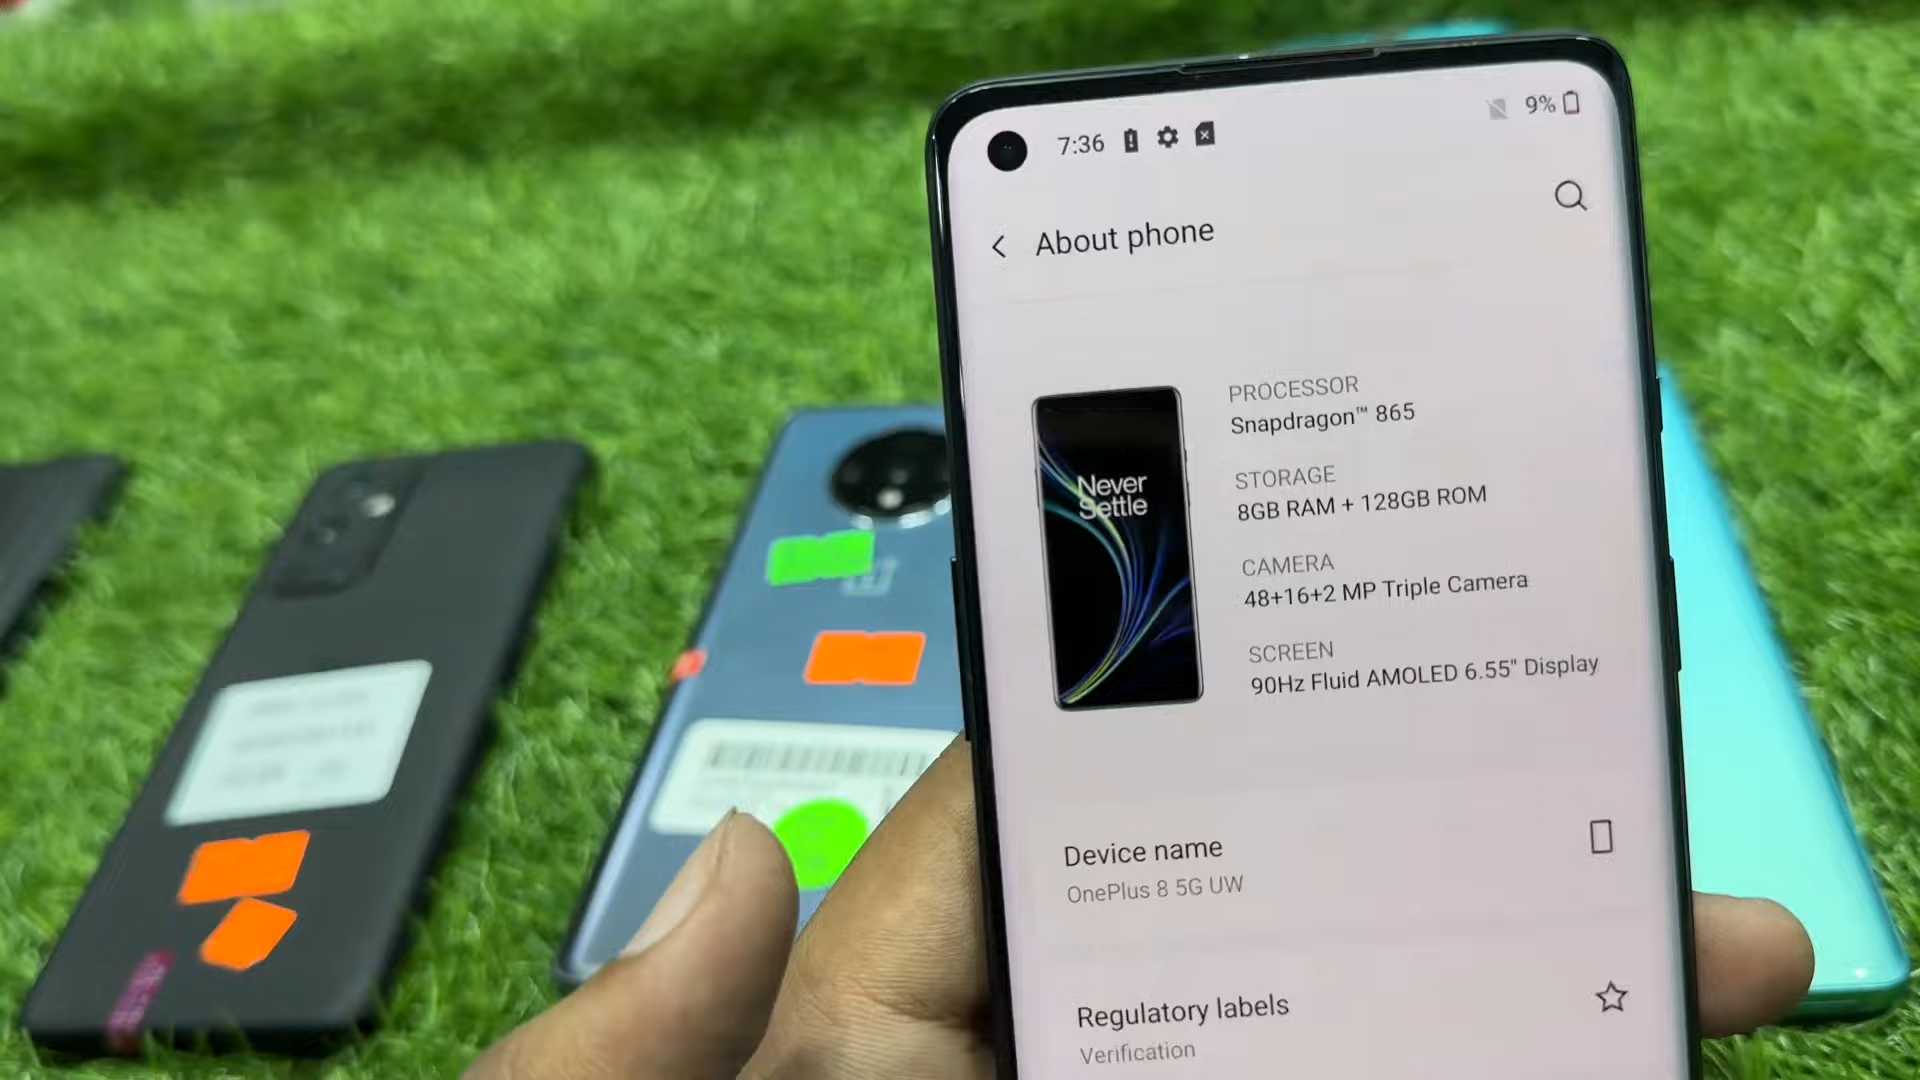 7:36
9%
About phone
Never
Settle
PROCESSOR
Snapdragon™ 865
STORAGE
8GB RAM + 128GB ROM
CAMERA
48+16+2 MP Triple Camera
SCREEN
90Hz Fluid AMOLED 6.55" Display
Device name
OnePlus 8 5G UW
Regulatory labels
Verification